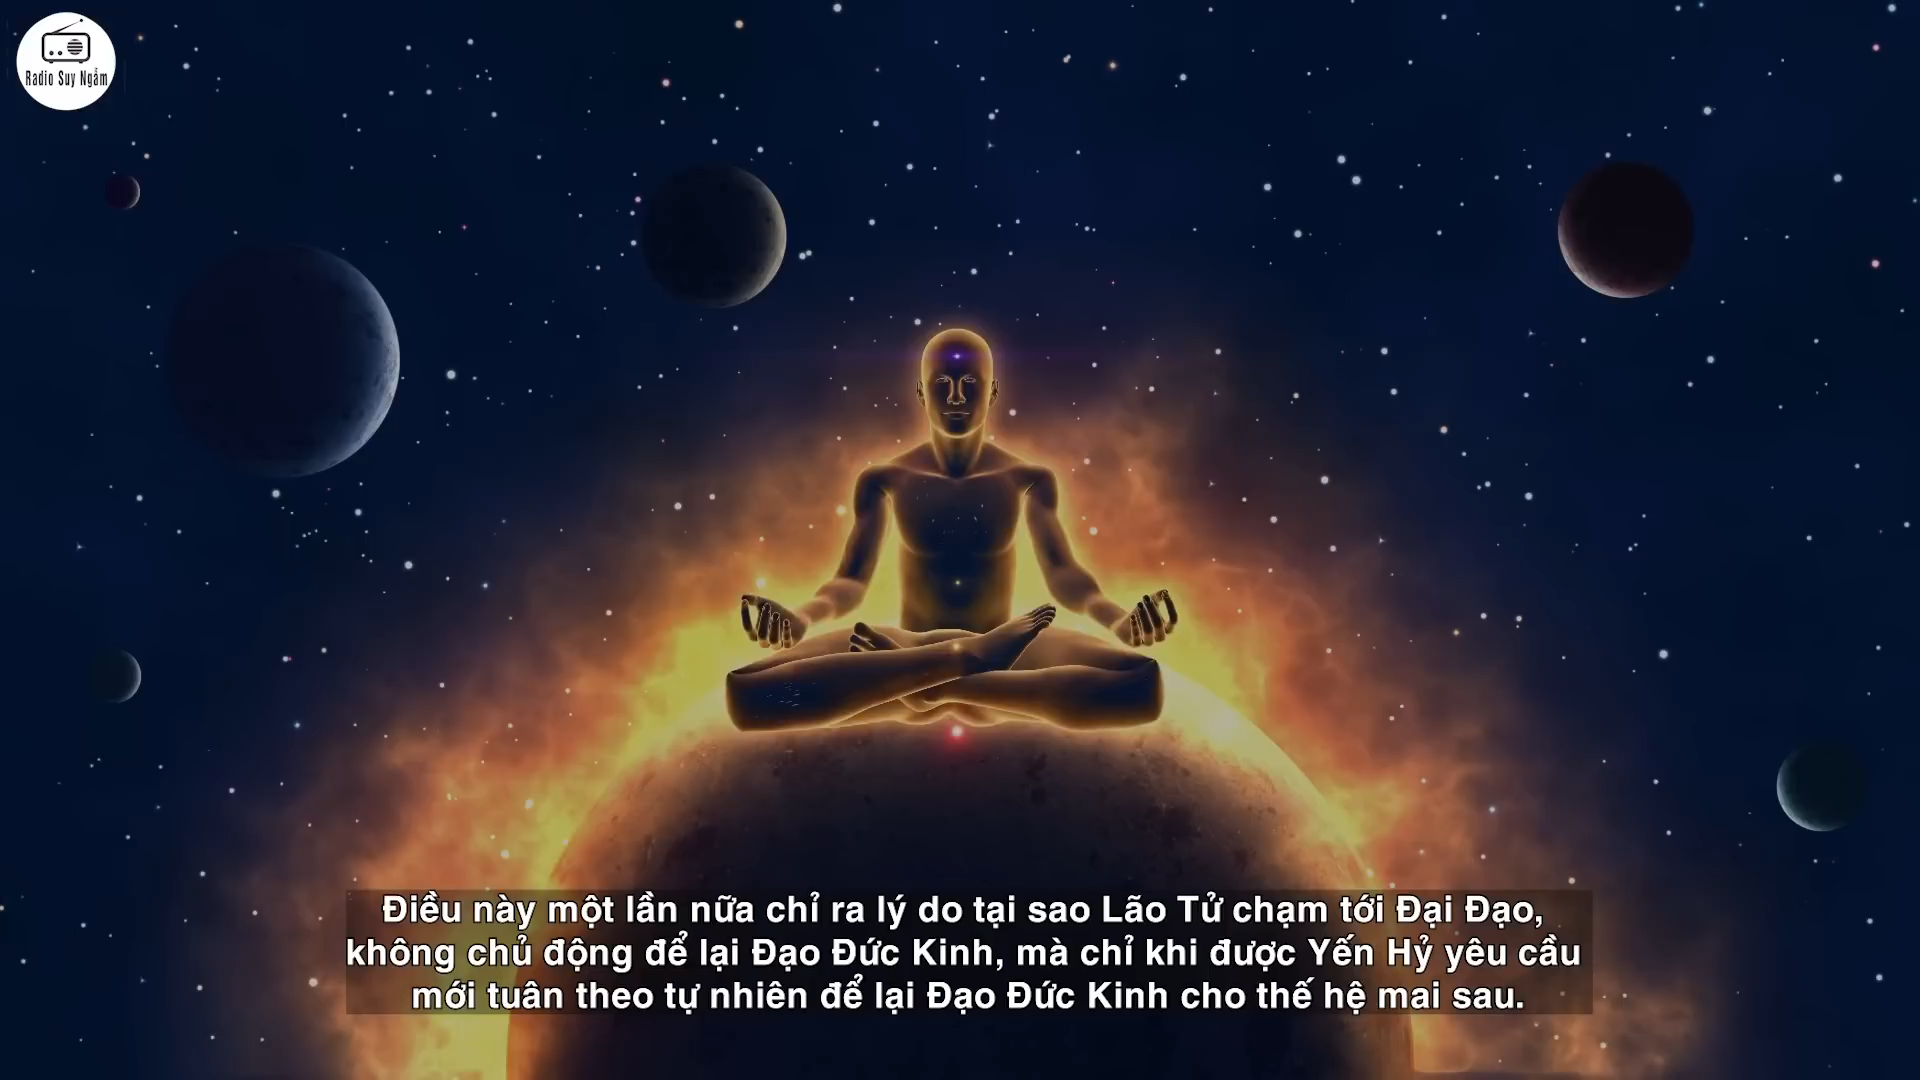 Radio Suy Ngẫm
Điều này một lần nữa chỉ ra lý do tại sao Lão Tử chạm tới Đại Đạo,
không chủ động để lại Đạo Đức Kinh, mà chỉ khi được Yến Hỷ yêu cầu
mới tuân theo tự nhiên để lại Đạo Đức Kinh cho thế hệ mai sau.